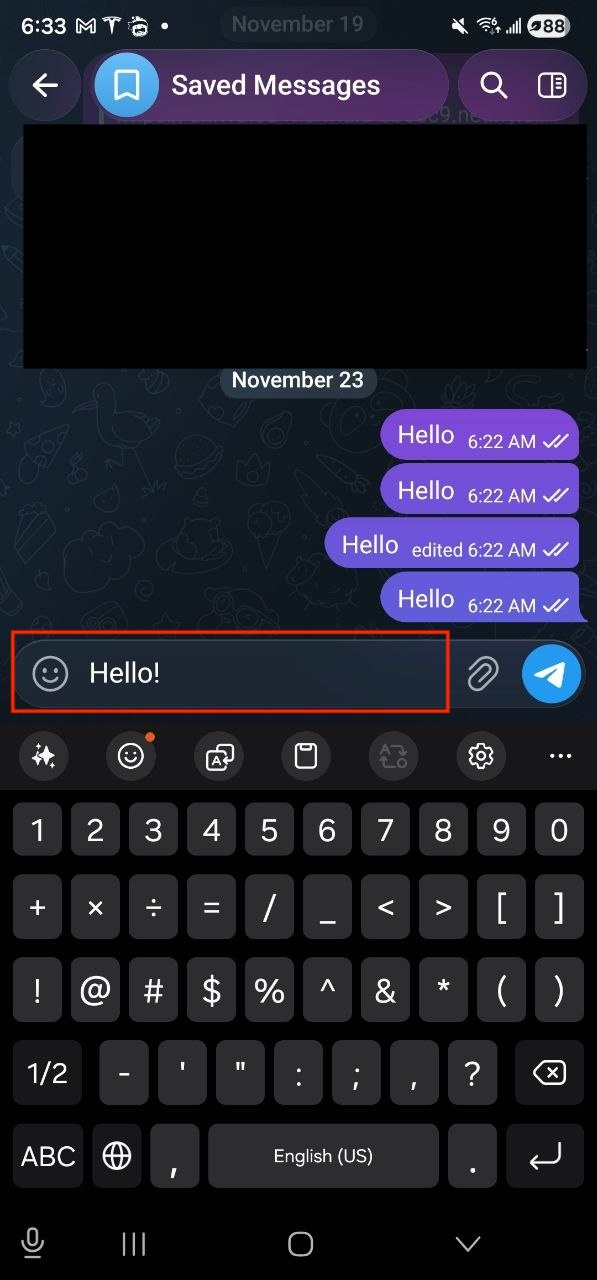 6:33
88
November 19
Saved Messages
November 23
Hello 6:22 AM
Hello 6:22 AM
Hello edited 6:22 AM
Hello 6:22 AM
Hello!
1 2 3 4 5 6 7 8 9 0
+ × ÷ = / _ < > [ ]
! @ # $ % ^ & * ( )
1/2 - ' " : ; , ?
ABC , English (US) .